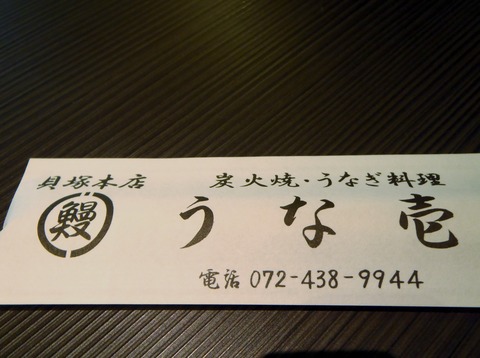 貝塚本店
鰻
炭火焼・うなぎ料理
うな壱
電話 072-438-9944